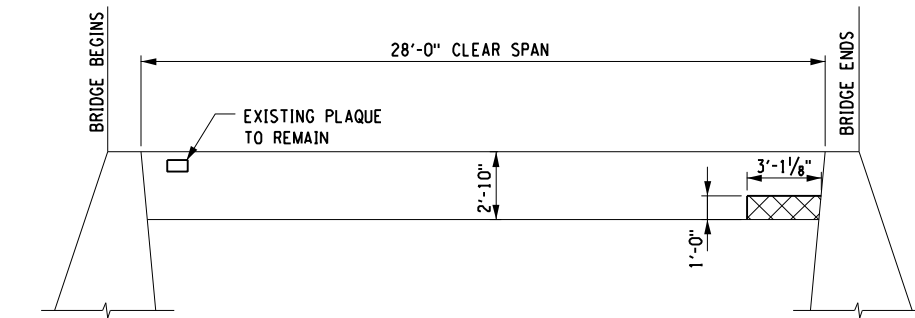 BRIDGE BEGINS
28'-0" CLEAR SPAN
BRIDGE ENDS
EXISTING PLAQUE
TO REMAIN
2'-10"
3'-1⅛"
1'-0"